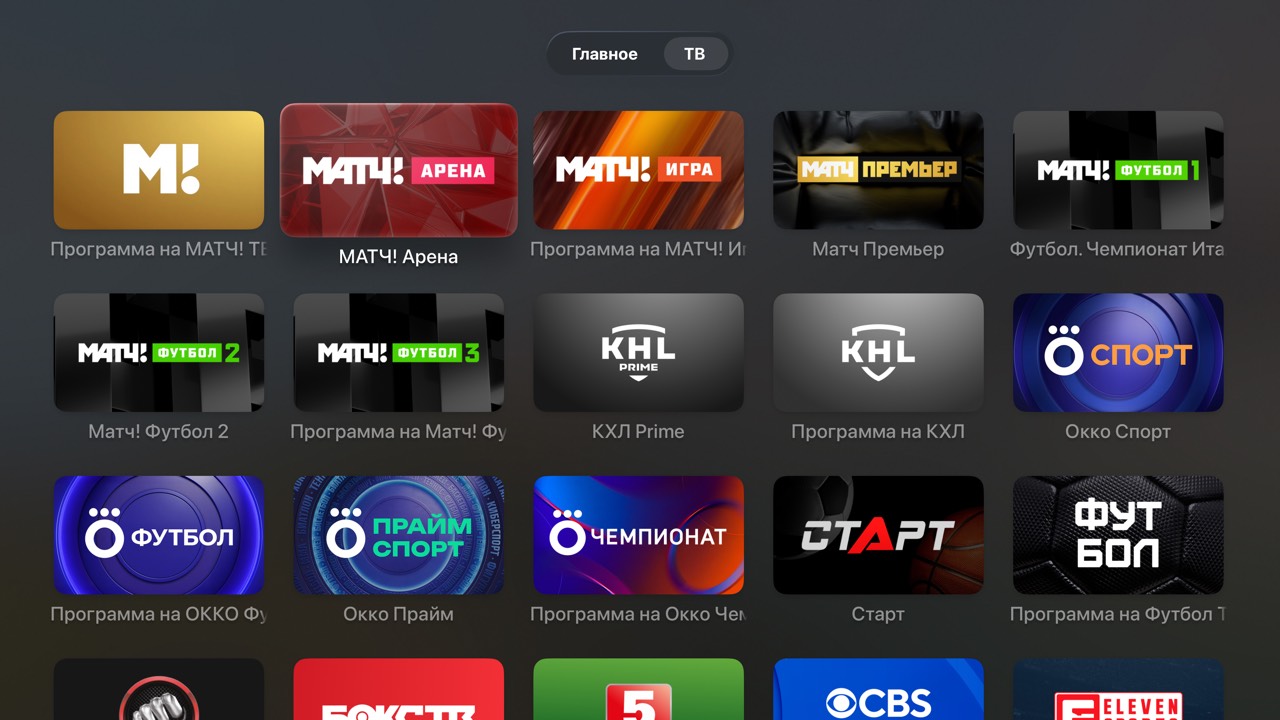 Главное ТВ
М!
МАТЧ! АРЕНА
МАТЧ! ИГРА
МАТЧ ПРЕМЬЕР
МАТЧ! ФУТБОЛ 1
Программа на МАТЧ! ТВ
МАТЧ! Арена
Программа на МАТЧ! Иг
Матч Премьер
Футбол. Чемпионат Ита
МАТЧ! ФУТБОЛ 2
МАТЧ! ФУТБОЛ 3
KHL
PRIME
KHL
СПОРТ
Матч! Футбол 2
Программа на Матч! Фу
КХЛ Prime
Программа на КХЛ
Окко Спорт
ФУТБОЛ
ПРАЙМ
СПОРТ
ЧЕМПИОНАТ
СТАРТ
ФУТ
БОЛ
Программа на ОККО Фу
Окко Прайм
Программа на Окко Чем
Старт
Программа на Футбол Т
БОКСТВ
5
CBS
ELEVEN